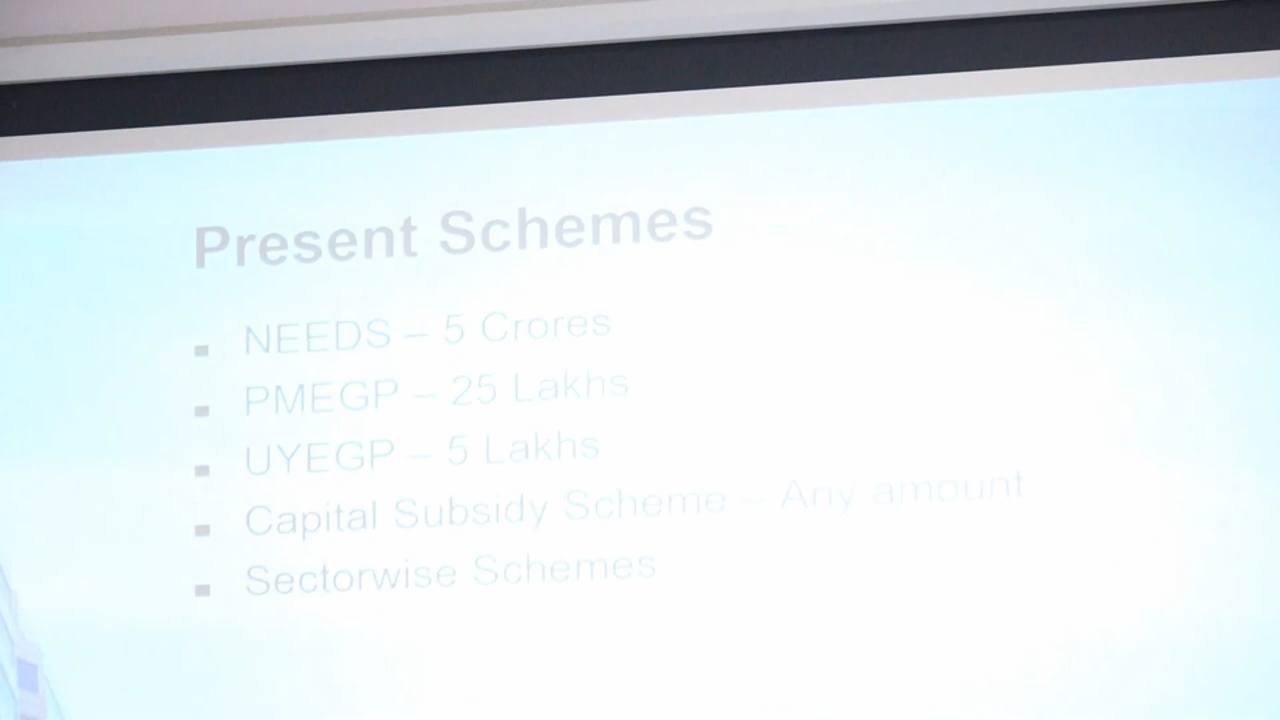 Present Schemes
NEEDS – 5 Crores
PMEGP – 25 Lakhs
UYEGP – 5 Lakhs
Capital Subsidy Scheme – Any amount
Sectorwise Schemes